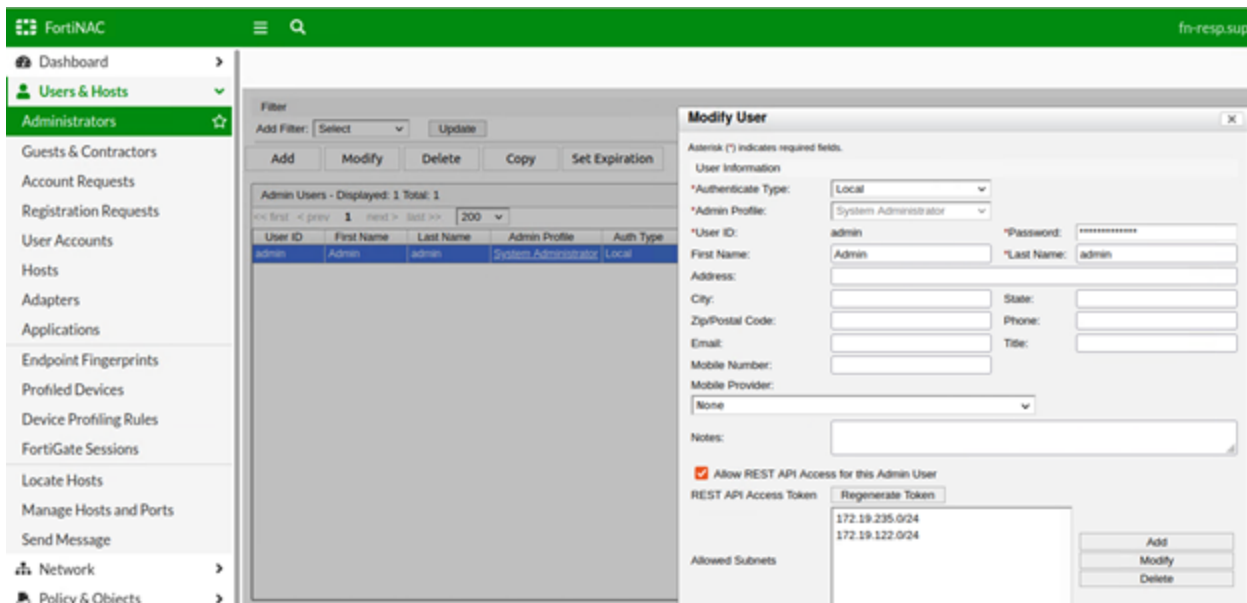 FortiNAC
fn-resp.sup
Dashboard
Users & Hosts
Administrators
Guests & Contractors
Account Requests
Registration Requests
User Accounts
Hosts
Adapters
Applications
Endpoint Fingerprints
Profiled Devices
Device Profiling Rules
FortiGate Sessions
Locate Hosts
Manage Hosts and Ports
Send Message
Network
Policy & Objects
Filter
Add Filter: Select Update
Add Modify Delete Copy Set Expiration
Admin Users - Displayed: 1 Total: 1
<< first < prev 1 next > last >> 200
User ID First Name Last Name Admin Profile Auth Type
admin Admin admin System Administrator Local
Modify User
Asterisk (*) indicates required fields.
User Information
*Authenticate Type: Local
*Admin Profile: System Administrator
*User ID: admin *Password: **************
First Name: Admin *Last Name: admin
Address:
City: State:
Zip/Postal Code: Phone:
Email: Title:
Mobile Number:
Mobile Provider:
None
Notes:
Allow REST API Access for this Admin User
REST API Access Token Regenerate Token
172.19.235.0/24
172.19.122.0/24
Allowed Subnets
Add
Modify
Delete